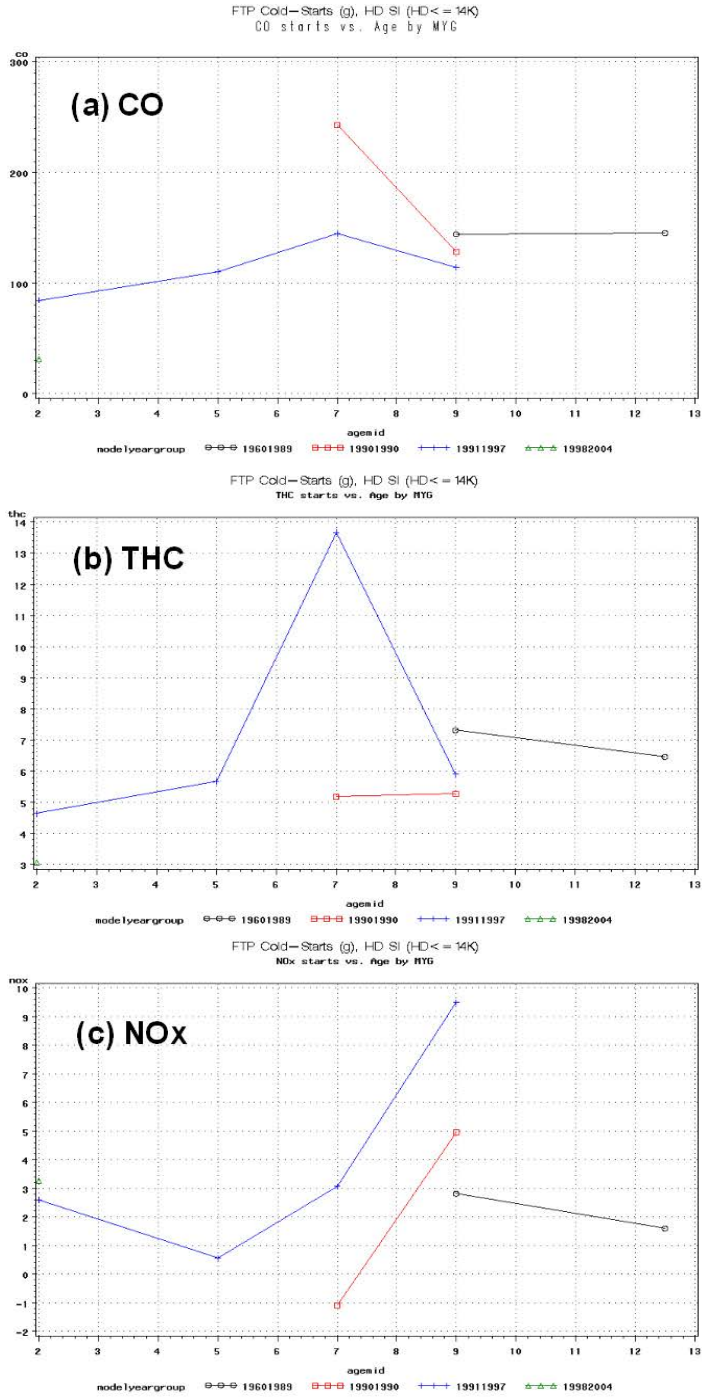 FTP Cold-Starts (g), HD SI (HD<= 14K)
CO starts vs. Age by MYG
co
300
(a) CO
200
100
0
2 3 4 5 6 7 8 9 10 11 12 13
agemid
modelyeargroup 19601989 19901990 19911997 19982004
FTP Cold-Starts (g), HD SI (HD<= 14K)
THC starts vs. Age by MYG
thc
14
13
(b) THC
12
11
10
9
8
7
6
5
4
3
2 3 4 5 6 7 8 9 10 11 12 13
agemid
modelyeargroup 19601989 19901990 19911997 19982004
FTP Cold-Starts (g), HD SI (HD<= 14K)
NOx starts vs. Age by MYG
nox
10
9
(c) NOx
8
7
6
5
4
3
2
1
0
-1
-2
2 3 4 5 6 7 8 9 10 11 12 13
agemid
modelyeargroup 19601989 19901990 19911997 19982004